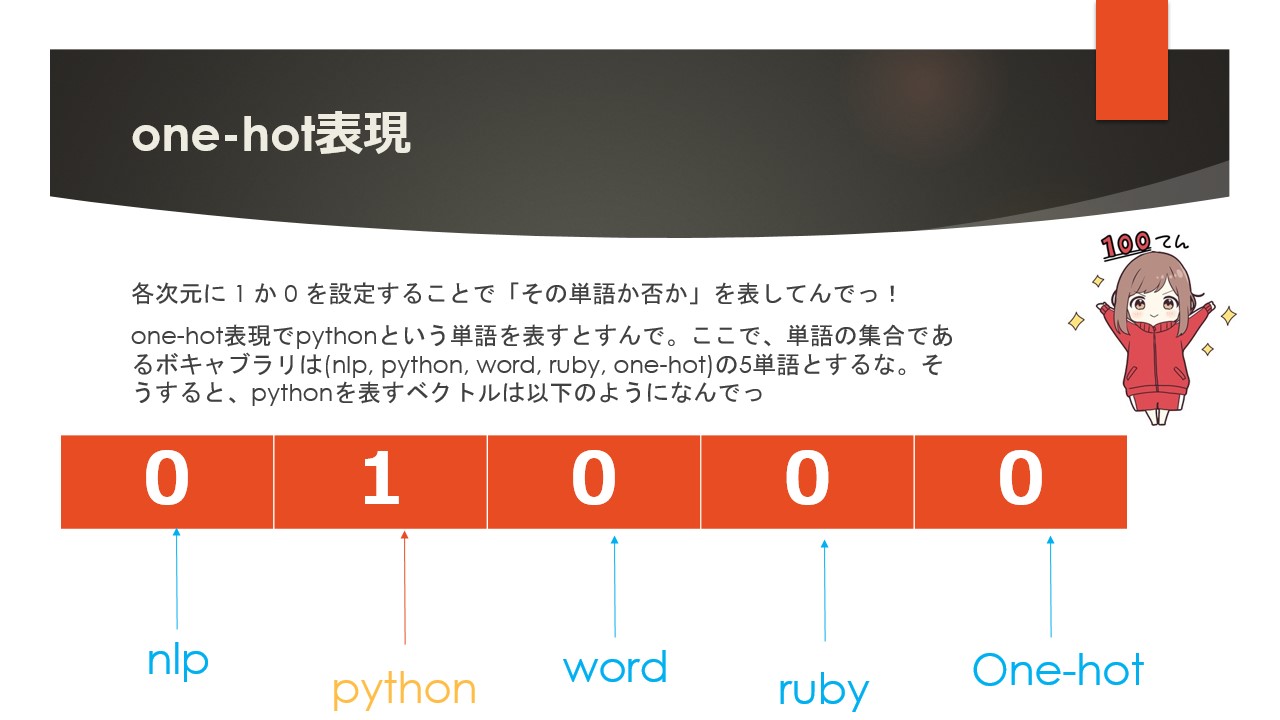 one-hot表現
100てん
各次元に 1 か 0 を設定することで「その単語か否か」を表してんでっ！
one-hot表現でpythonという単語を表すとすんで。ここで、単語の集合であ
るボキャブラリは(nlp, python, word, ruby, one-hot)の5単語とするな。そ
うすると、pythonを表すベクトルは以下のようになんでっ
0 1 0 0 0
nlp python word ruby One-hot